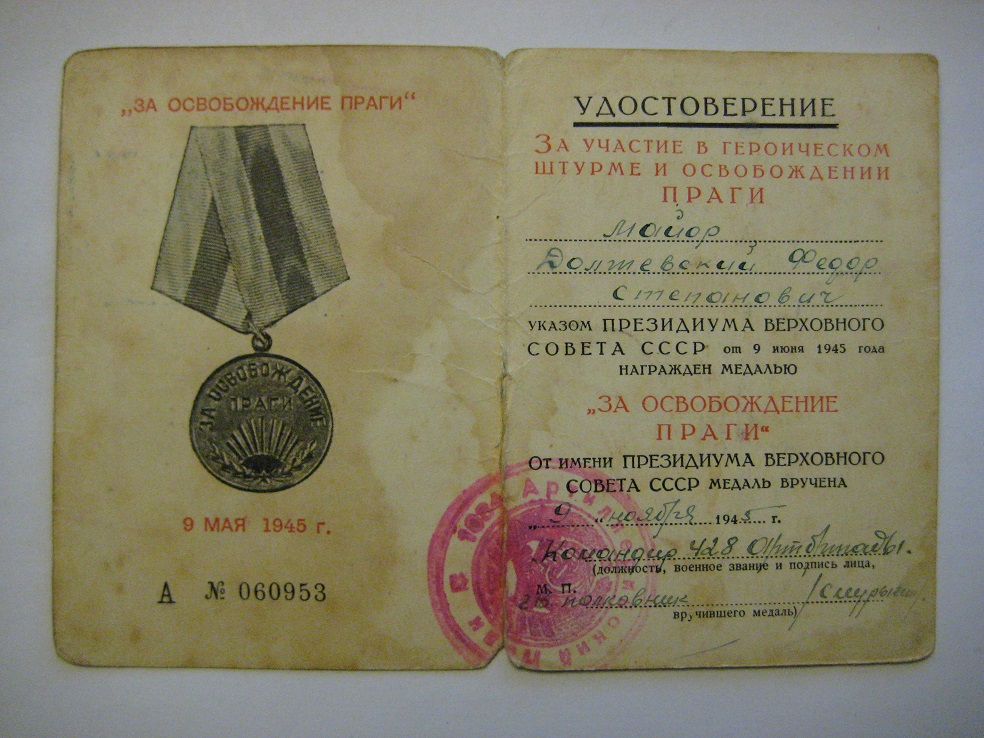 „ЗА ОСВОБОЖДЕНИЕ ПРАГИ“
ЗА ОСВОБОЖДЕНИЕ
ПРАГИ
9 МАЯ 1945 г.
А № 060953
УДОСТОВЕРЕНИЕ
ЗА УЧАСТИЕ В ГЕРОИЧЕСКОМ
ШТУРМЕ И ОСВОБОЖДЕНИИ
ПРАГИ
майор
Должевский Федор
Степанович
УКАЗОМ ПРЕЗИДИУМА ВЕРХОВНОГО
СОВЕТА СССР от 9 июня 1945 года
НАГРАЖДЕН МЕДАЛЬЮ
„ЗА ОСВОБОЖДЕНИЕ
ПРАГИ“
ОТ ИМЕНИ ПРЕЗИДИУМА ВЕРХОВНОГО
СОВЕТА СССР МЕДАЛЬ ВРУЧЕНА
„9„ ноября 1945 г.
Командир 428
(должность, военное звание и подпись лица,
М. П.
полковник
вручившего медаль)
1084